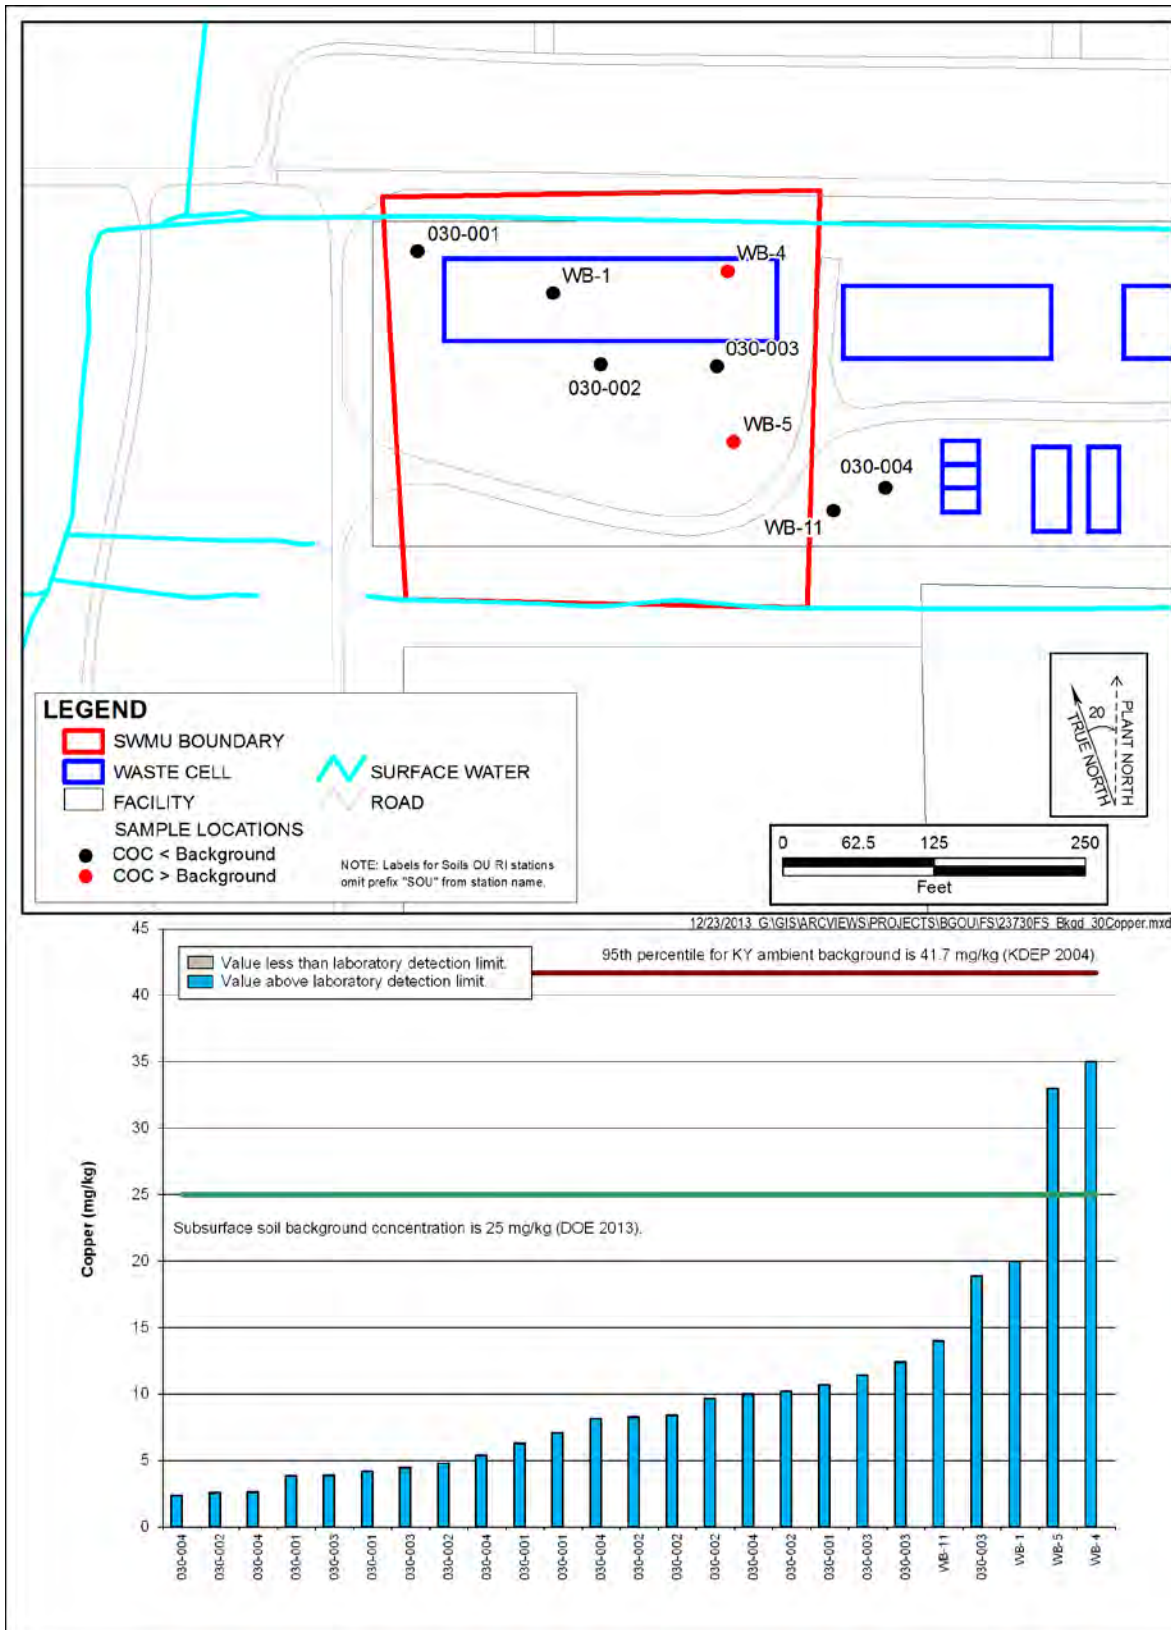 030-001
WB-4
WB-1
030-003
030-002
WB-5
030-004
WB-11
LEGEND
SWMU BOUNDARY
WASTE CELL
SURFACE WATER
FACILITY
ROAD
SAMPLE LOCATIONS
COC < Background
COC > Background
NOTE: Labels for Soils OU RI stations
omit prefix "SOU" from station name.
20
TRUE NORTH
PLANT NORTH
0 62.5 125 250
Feet
12/23/2013 G:\GIS\ARCVIEWS\PROJECTS\BGOU\FS\23730FS_Bkgd_30Copper.mxd
Value less than laboratory detection limit.
Value above laboratory detection limit.
95th percentile for KY ambient background is 41.7 mg/kg (KDEP 2004).
Subsurface soil background concentration is 25 mg/kg (DOE 2013).
Copper (mg/kg)
45
40
35
30
25
20
15
10
5
0
030-004
030-002
030-004
030-001
030-003
030-001
030-003
030-002
030-004
030-001
030-001
030-004
030-002
030-002
030-002
030-004
030-002
030-001
030-003
030-003
WB-11
030-003
WB-1
WB-5
WB-4